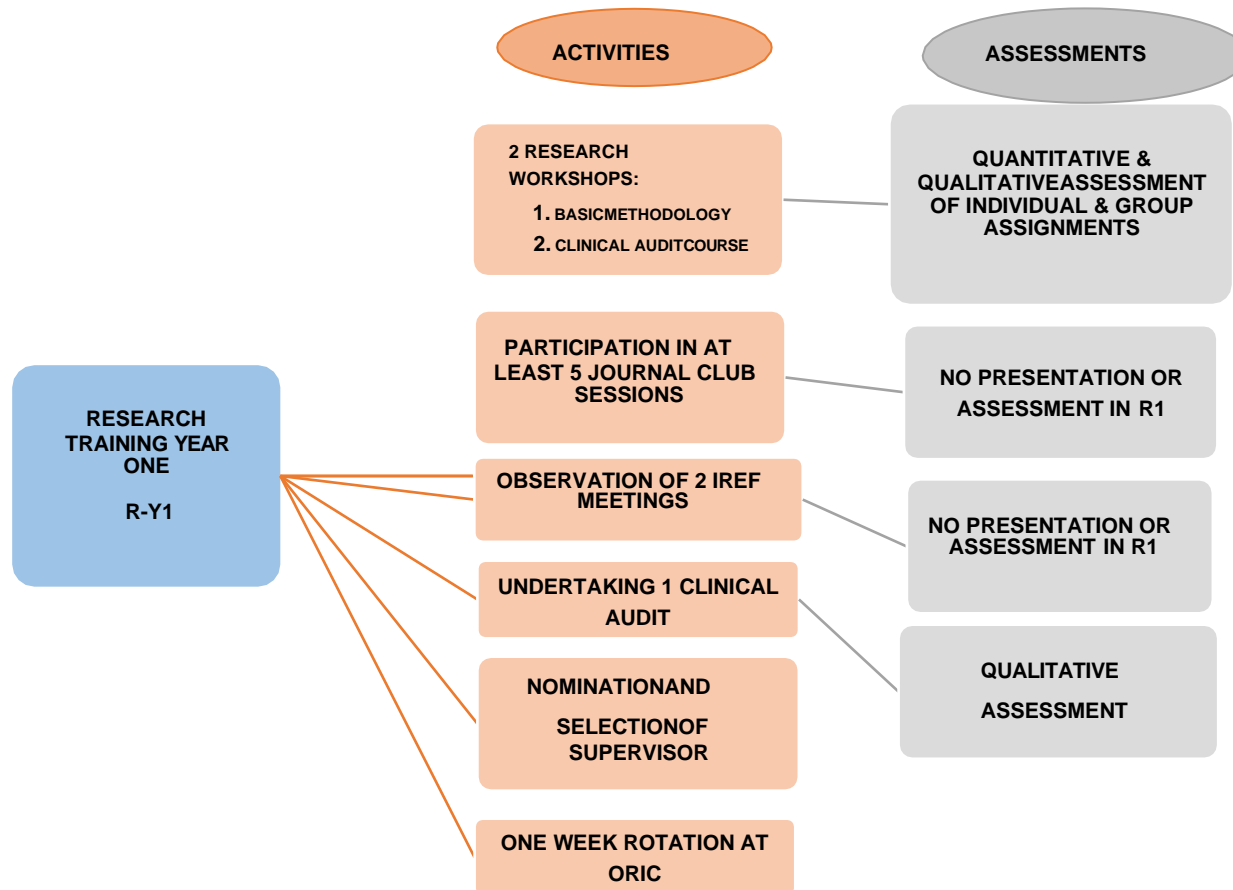 ACTIVITIES
ASSESSMENTS
2 RESEARCH
WORKSHOPS:
1. BASICMETHODOLOGY
2. CLINICAL AUDITCOURSE
QUANTITATIVE &
QUALITATIVEASSESSMENT
OF INDIVIDUAL & GROUP
ASSIGNMENTS
PARTICIPATION IN AT
LEAST 5 JOURNAL CLUB
SESSIONS
NO PRESENTATION OR
ASSESSMENT IN R1
RESEARCH
TRAINING YEAR
ONE
R-Y1
OBSERVATION OF 2 IREF
MEETINGS
NO PRESENTATION OR
ASSESSMENT IN R1
UNDERTAKING 1 CLINICAL
AUDIT
QUALITATIVE
ASSESSMENT
NOMINATIONAND
SELECTIONOF
SUPERVISOR
ONE WEEK ROTATION AT
ORIC